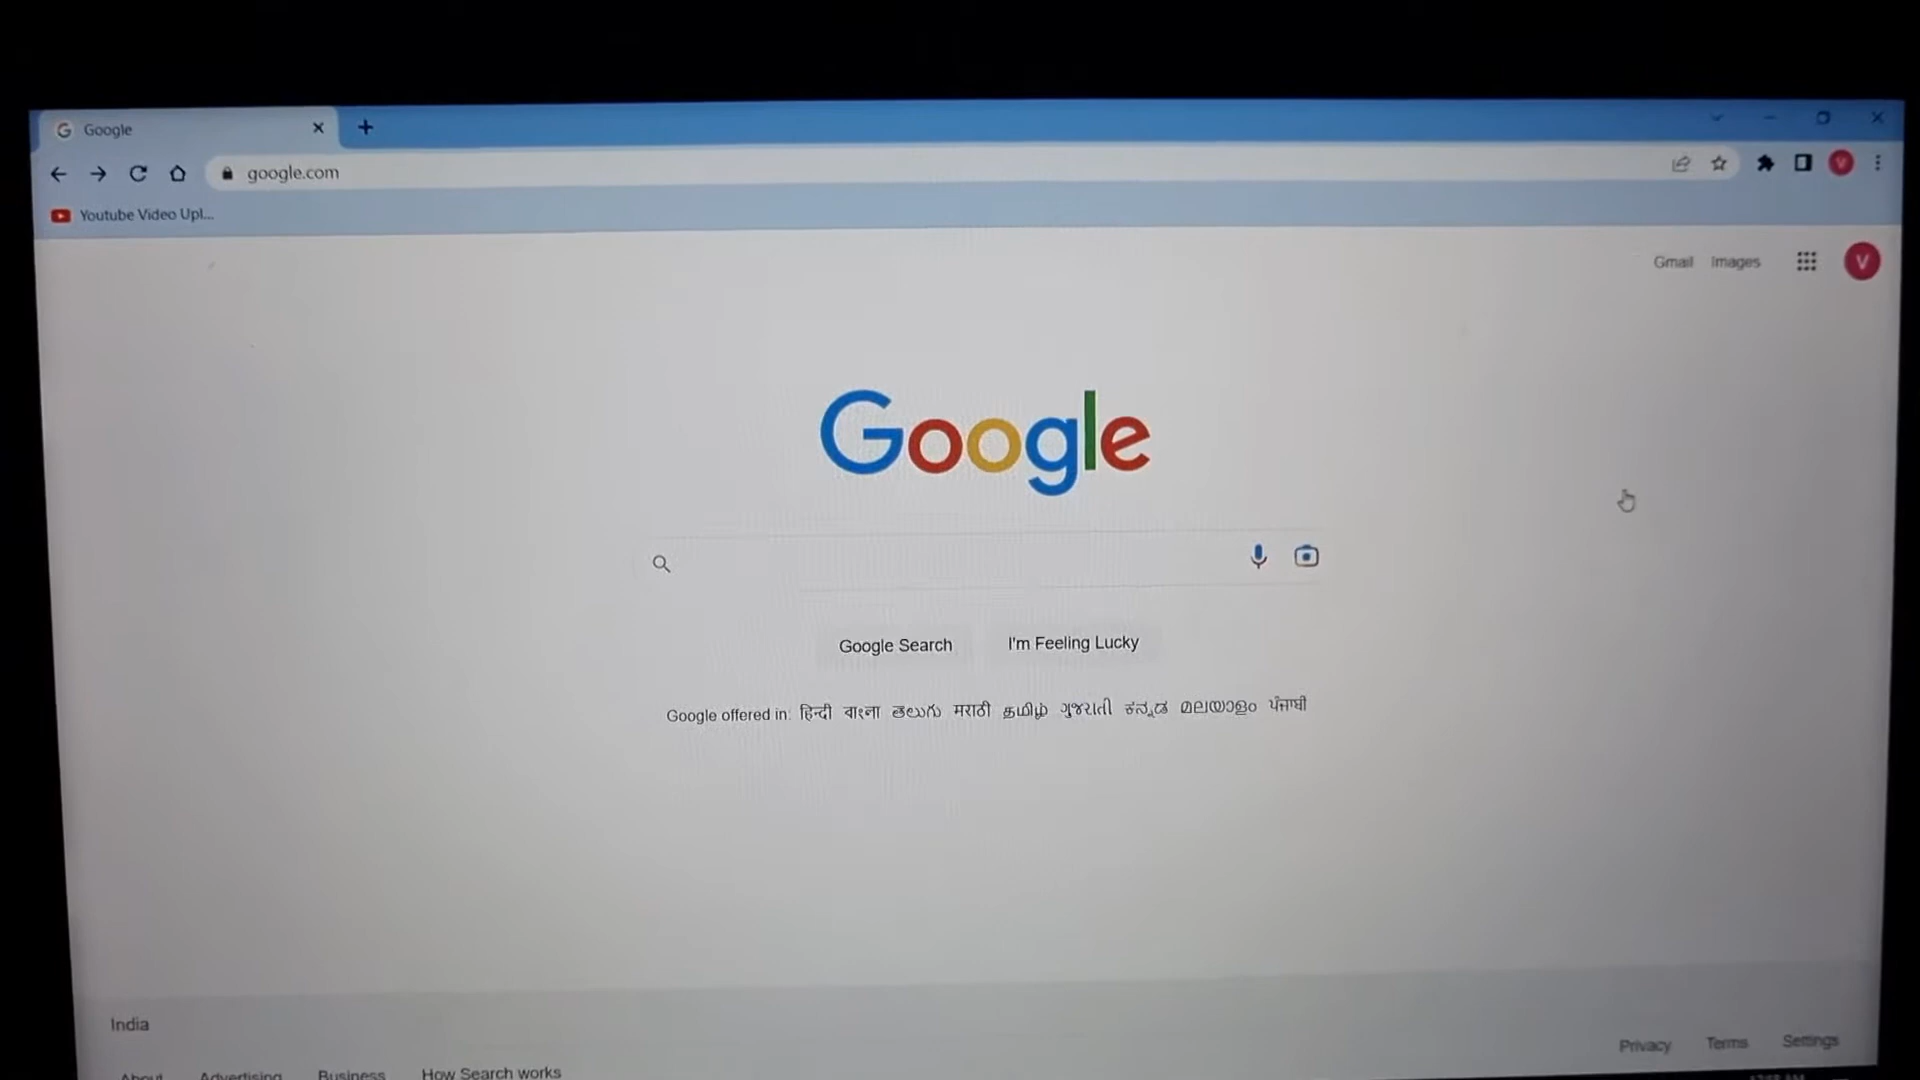 Google
google.com
V
Youtube Video Upl...
Gmail Images V
Google
Google Search I'm Feeling Lucky
Google offered in: हिन्दी বাংলা తెలుగు मराठी தமிழ் ગુજરાતી ಕನ್ನಡ മലയാളം ਪੰਜਾਬੀ
India
Privacy Terms Settings
About Advertising Business How Search works